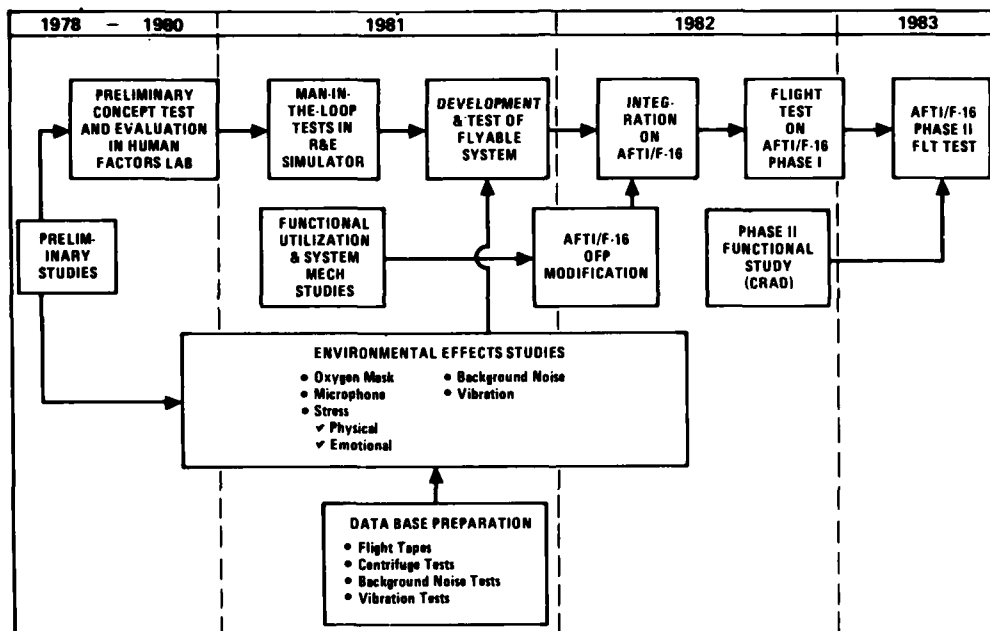 1978 - 1980
1981
1982
1983
PRELIMINARY
CONCEPT TEST
AND EVALUATION
IN HUMAN
FACTORS LAB
MAN-IN-
THE-LOOP
TESTS IN
R&E
SIMULATOR
DEVELOPMENT
& TEST OF
FLYABLE
SYSTEM
INTEG-
RATION
ON
AFTI/F-16
FLIGHT
TEST
ON
AFTI/F-16
PHASE I
AFTI/F-16
PHASE II
FLT TEST
PRELIM-
INARY
STUDIES
FUNCTIONAL
UTILIZATION
& SYSTEM
MECH
STUDIES
AFTI/F-16
OFP
MODIFICATION
PHASE II
FUNCTIONAL
STUDY
(CRAD)
ENVIRONMENTAL EFFECTS STUDIES
• Oxygen Mask
• Microphone
• Stress
✓ Physical
✓ Emotional
• Background Noise
• Vibration
DATA BASE PREPARATION
• Flight Tapes
• Centrifuge Tests
• Background Noise Tests
• Vibration Tests